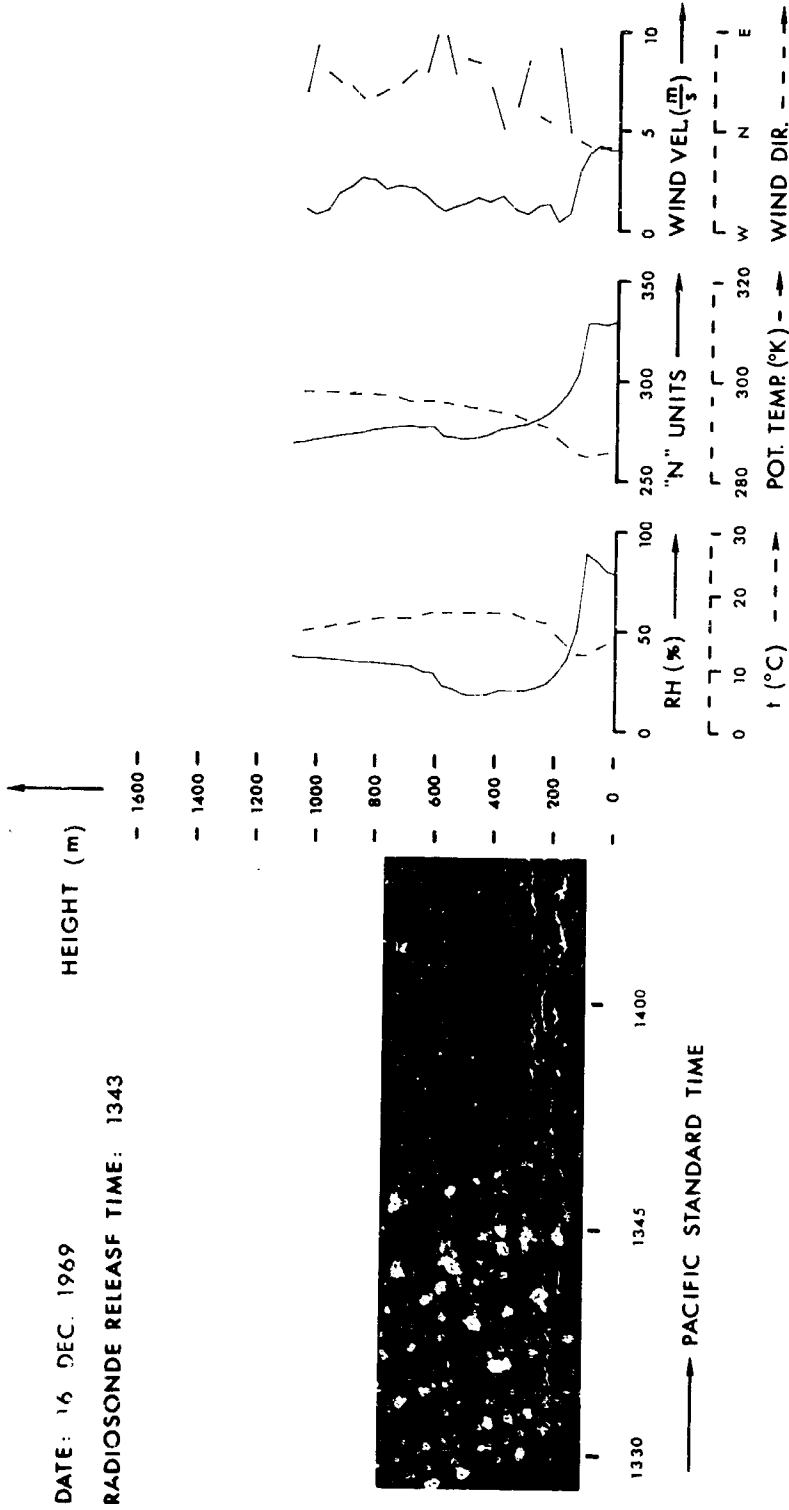 DATE: 16 DEC. 1969
RADIOSONDE RELEASE TIME: 1343
HEIGHT (m)
1600
1400
1200
1000
800
600
400
200
0
1330 1345 1400
PACIFIC STANDARD TIME
0 50 100
RH (%)
0 10 20 30
t (°C)
250 300 350
"N" UNITS
280 300 320
POT. TEMP. (°K)
0 5 10
WIND VEL. (m/s)
W N E
WIND DIR.